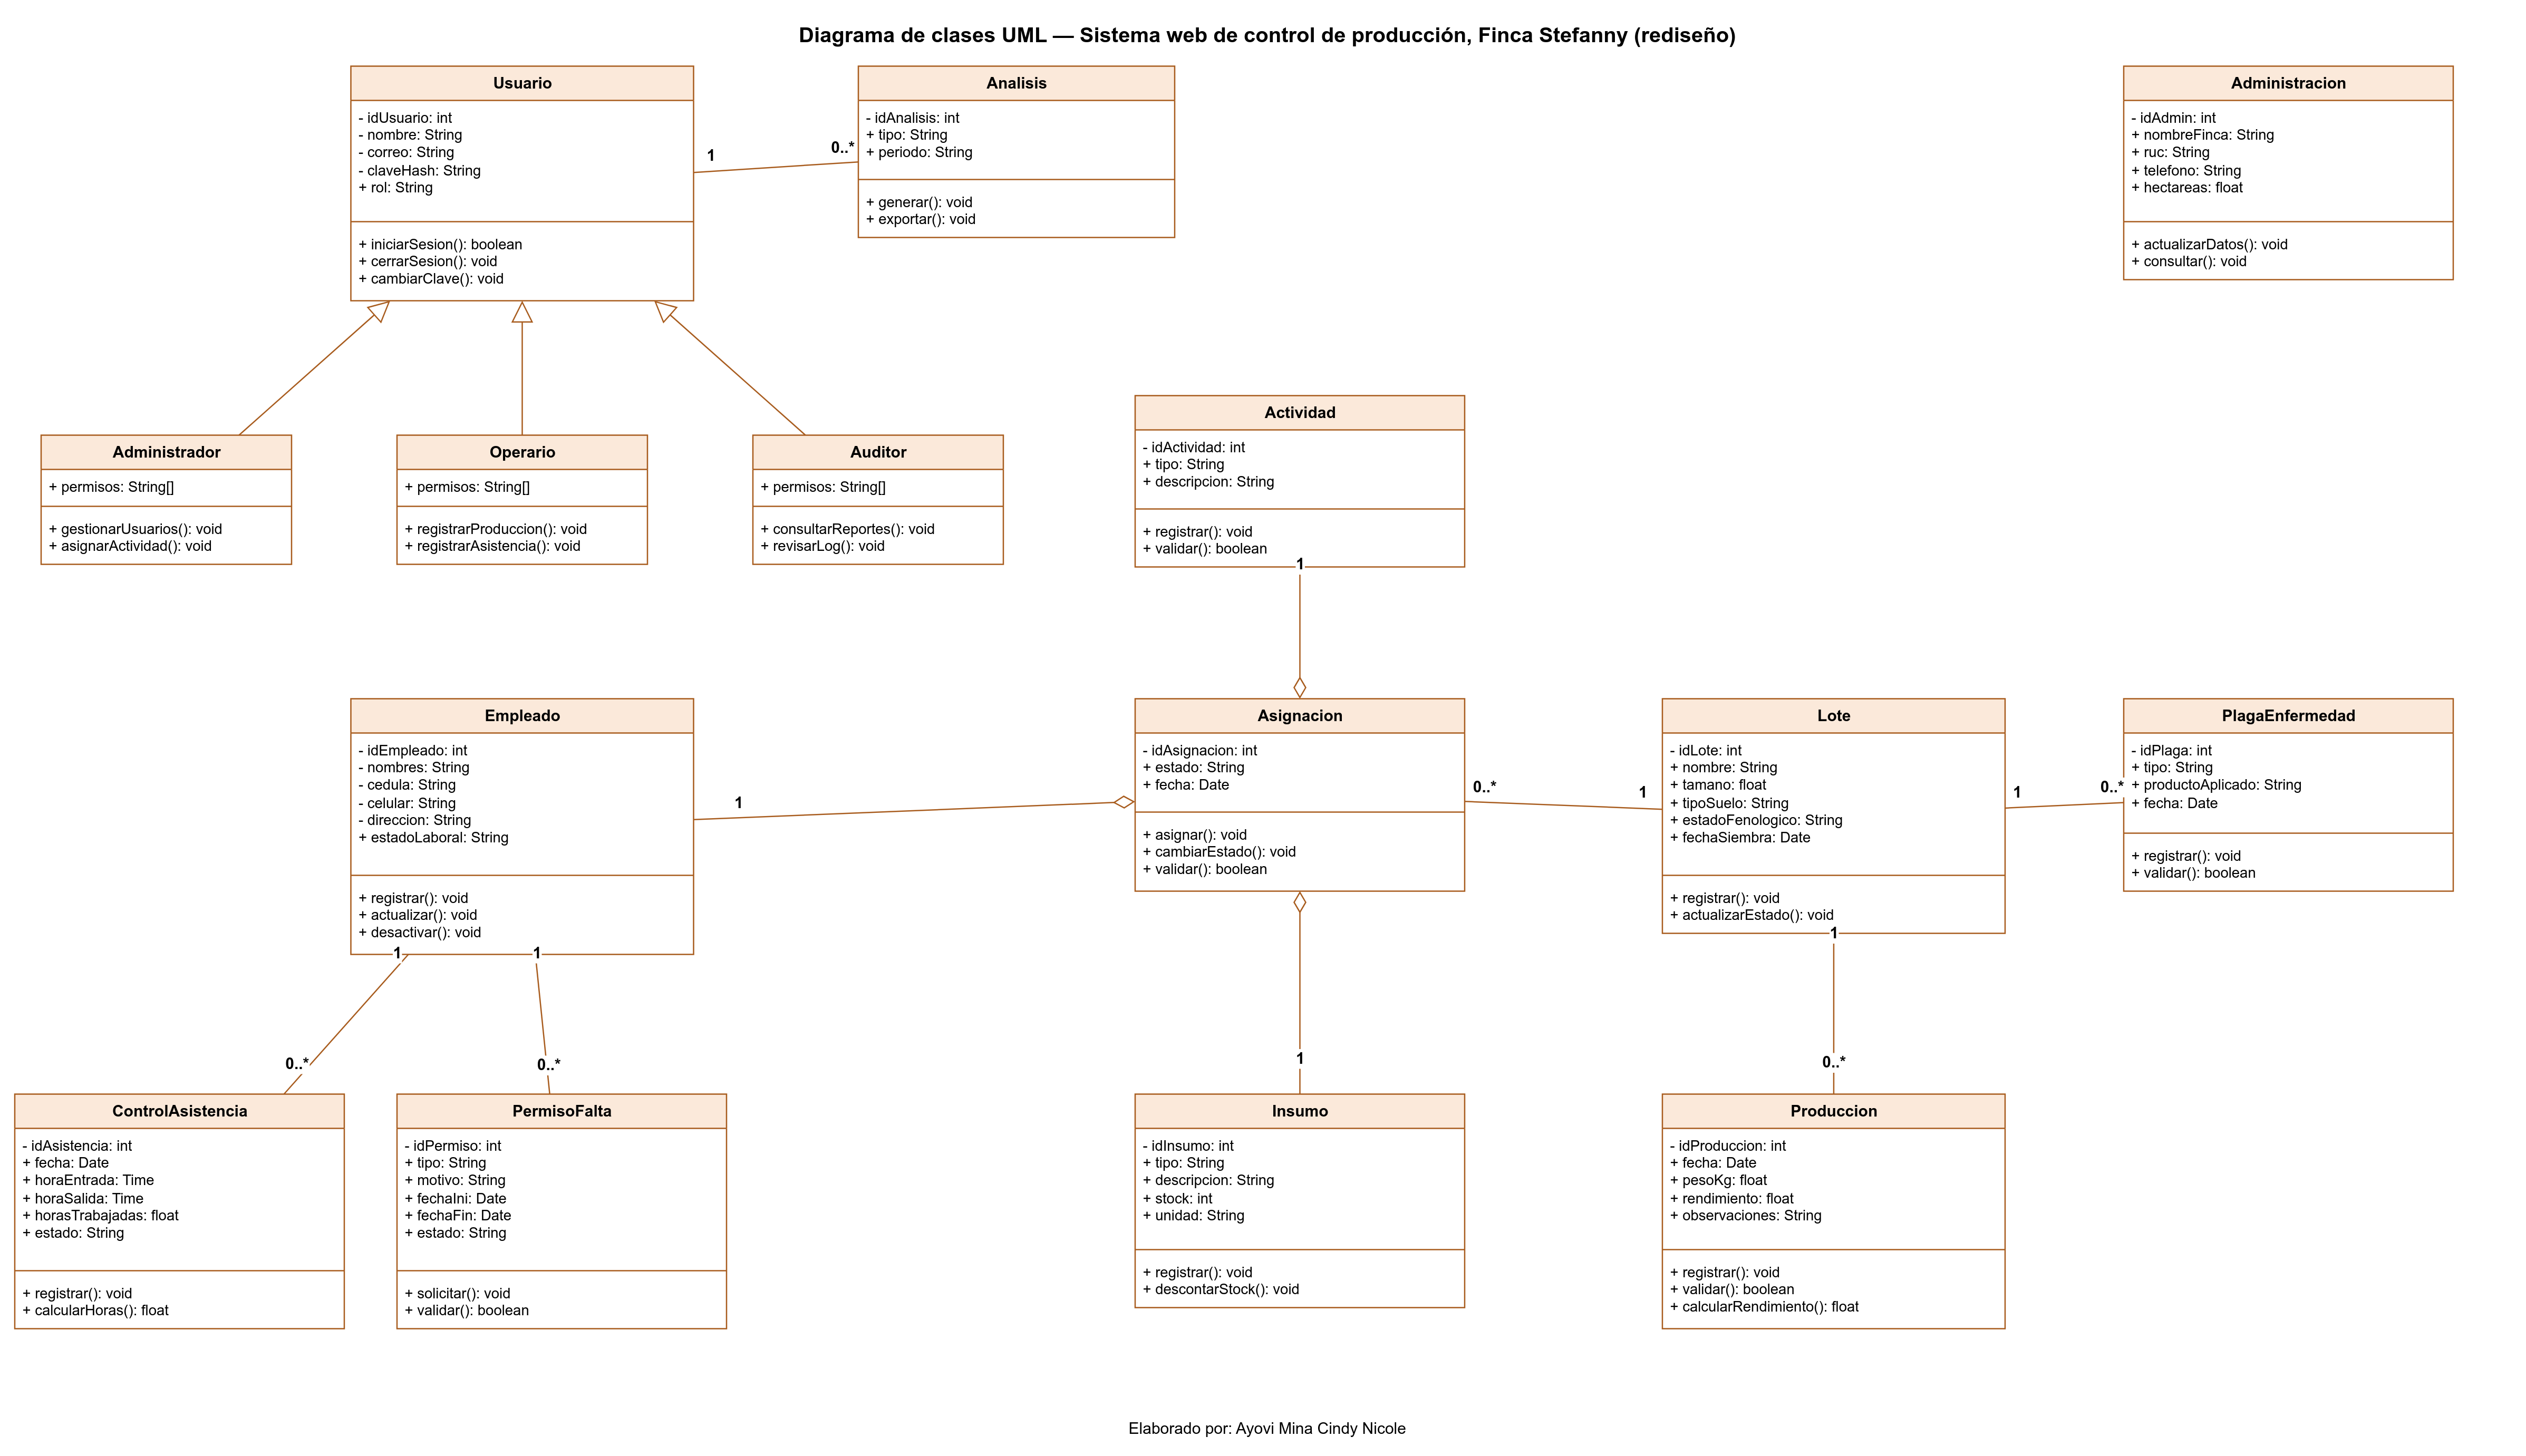 Diagrama de clases UML — Sistema web de control de producción, Finca Stefanny (rediseño)
Usuario
- idUsuario: int
- nombre: String
- correo: String
- claveHash: String
+ rol: String
+ iniciarSesion(): boolean
+ cerrarSesion(): void
+ cambiarClave(): void
1
0..*
Analisis
- idAnalisis: int
+ tipo: String
+ periodo: String
+ generar(): void
+ exportar(): void
Administracion
- idAdmin: int
+ nombreFinca: String
+ ruc: String
+ telefono: String
+ hectareas: float
+ actualizarDatos(): void
+ consultar(): void
Administrador
+ permisos: String[]
+ gestionarUsuarios(): void
+ asignarActividad(): void
Operario
+ permisos: String[]
+ registrarProduccion(): void
+ registrarAsistencia(): void
Auditor
+ permisos: String[]
+ consultarReportes(): void
+ revisarLog(): void
Actividad
- idActividad: int
+ tipo: String
+ descripcion: String
+ registrar(): void
+ validar(): boolean
1
Empleado
- idEmpleado: int
- nombres: String
- cedula: String
- celular: String
- direccion: String
+ estadoLaboral: String
+ registrar(): void
+ actualizar(): void
+ desactivar(): void
1
1
1
Asignacion
- idAsignacion: int
+ estado: String
+ fecha: Date
+ asignar(): void
+ cambiarEstado(): void
+ validar(): boolean
0..*
1
Lote
- idLote: int
+ nombre: String
+ tamano: float
+ tipoSuelo: String
+ estadoFenologico: String
+ fechaSiembra: Date
+ registrar(): void
+ actualizarEstado(): void
1
1
0..*
PlagaEnfermedad
- idPlaga: int
+ tipo: String
+ productoAplicado: String
+ fecha: Date
+ registrar(): void
+ validar(): boolean
0..*
0..*
1
0..*
ControlAsistencia
- idAsistencia: int
+ fecha: Date
+ horaEntrada: Time
+ horaSalida: Time
+ horasTrabajadas: float
+ estado: String
+ registrar(): void
+ calcularHoras(): float
PermisoFalta
- idPermiso: int
+ tipo: String
+ motivo: String
+ fechaIni: Date
+ fechaFin: Date
+ estado: String
+ solicitar(): void
+ validar(): boolean
Insumo
- idInsumo: int
+ tipo: String
+ descripcion: String
+ stock: int
+ unidad: String
+ registrar(): void
+ descontarStock(): void
Produccion
- idProduccion: int
+ fecha: Date
+ pesoKg: float
+ rendimiento: float
+ observaciones: String
+ registrar(): void
+ validar(): boolean
+ calcularRendimiento(): float
Elaborado por: Ayovi Mina Cindy Nicole